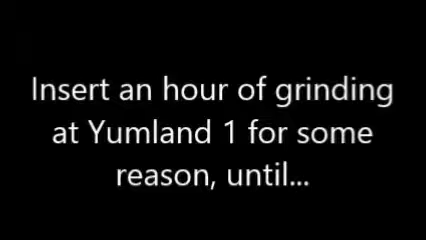 Insert an hour of grinding
at Yumland 1 for some
reason, until...